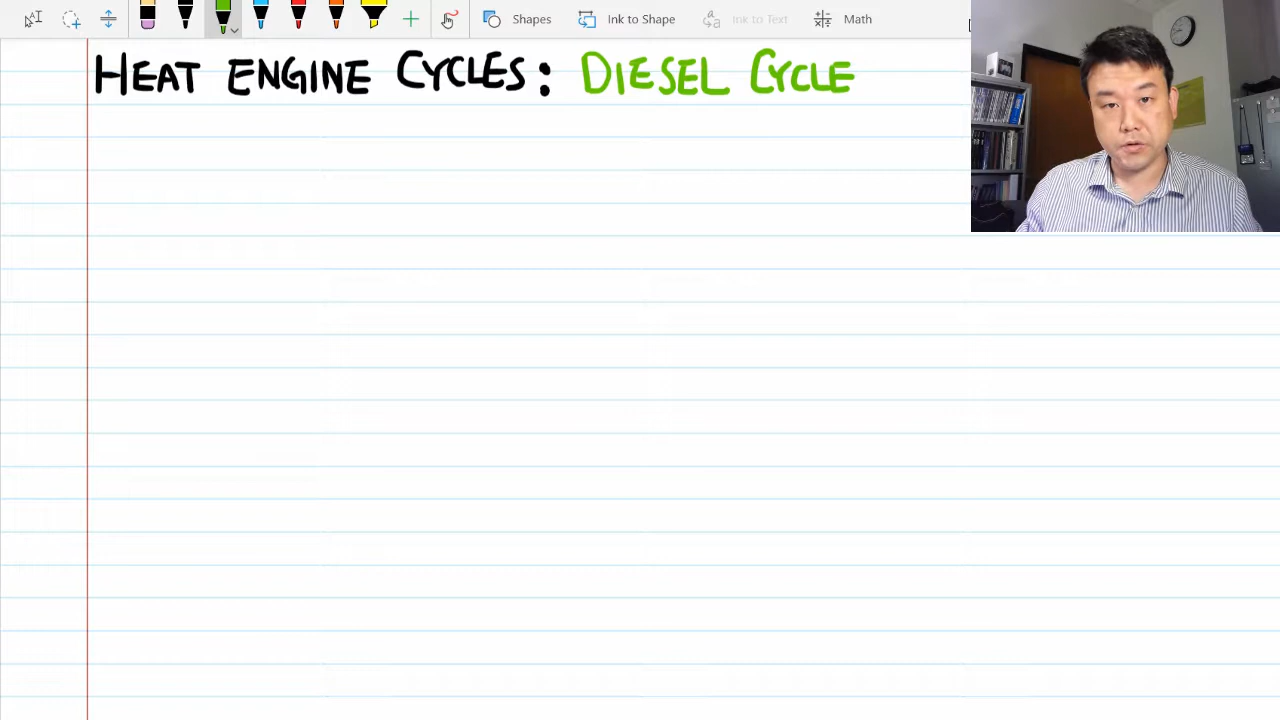 Shapes Ink to Shape Ink to Text Math
HEAT ENGINE CYCLES: DIESEL CYCLE